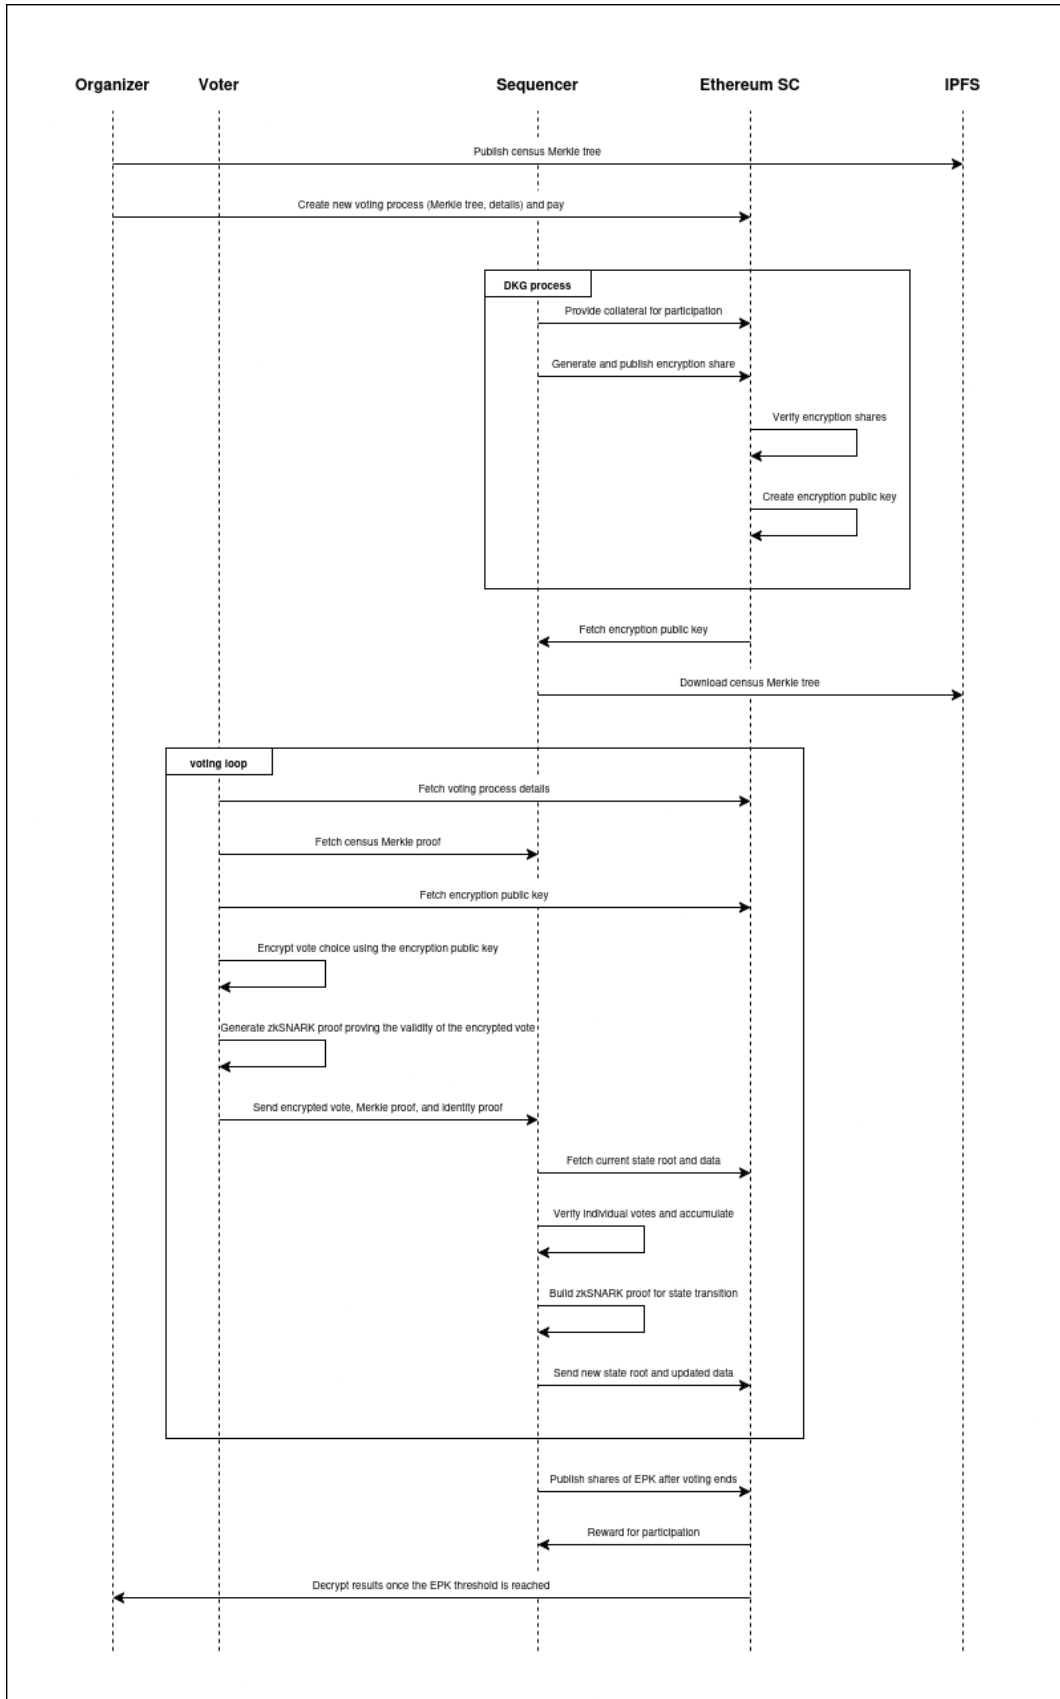 Organizer
Voter
Sequencer
Ethereum SC
IPFS
Publish census Merkle tree
Create new voting process (Merkle tree, details) and pay
DKG process
Provide collateral for participation
Generate and publish encryption share
Verify encryption shares
Create encryption public key
Fetch encryption public key
Download census Merkle tree
voting loop
Fetch voting process details
Fetch census Merkle proof
Fetch encryption public key
Encrypt vote choice using the encryption public key
Generate zkSNARK proof proving the validity of the encrypted vote
Send encrypted vote, Merkle proof, and identity proof
Fetch current state root and data
Verify individual votes and accumulate
Build zkSNARK proof for state transition
Send new state root and updated data
Publish shares of EPK after voting ends
Reward for participation
Decrypt results once the EPK threshold is reached